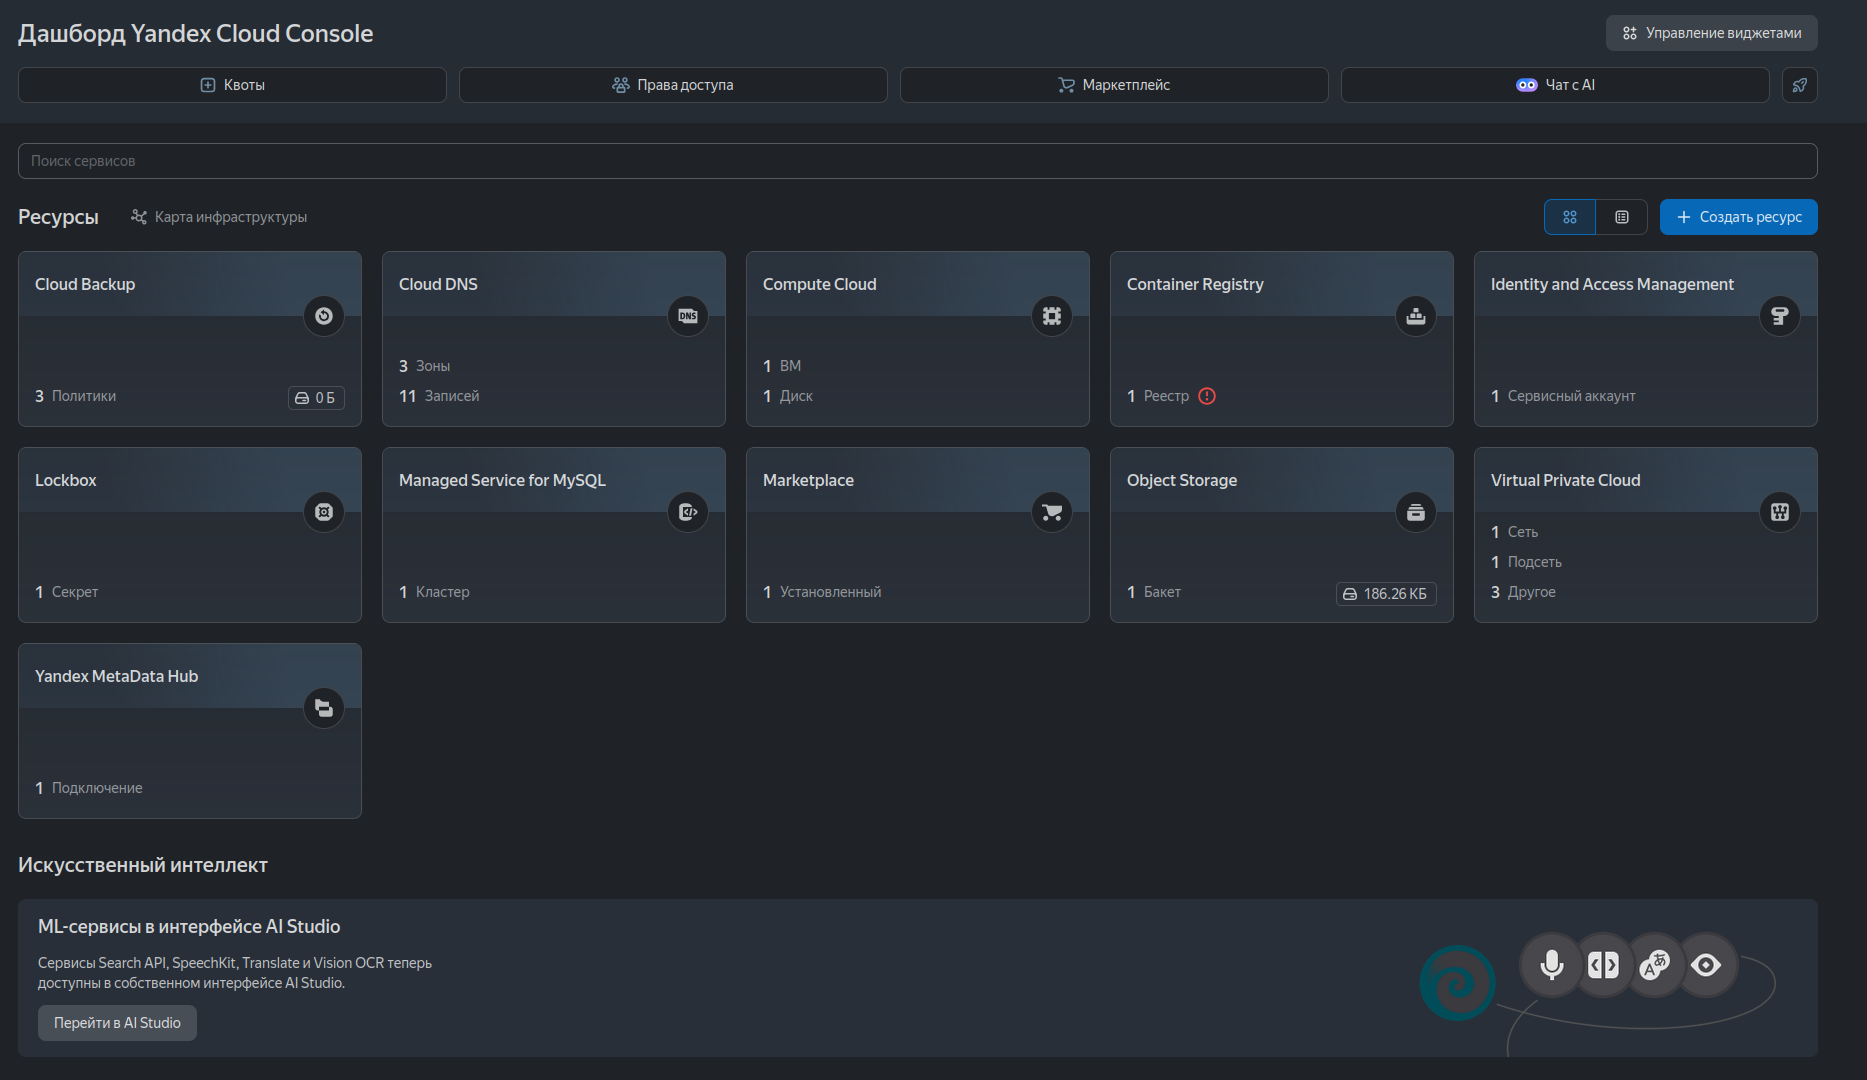 Дашборд Yandex Cloud Console
Управление виджетами
Квоты
Права доступа
Маркетплейс
Чат с AI
Поиск сервисов
Ресурсы
Карта инфраструктуры
Создать ресурс
Cloud Backup
3 Политики
0 Б
Cloud DNS
DNS
3 Зоны
11 Записей
Compute Cloud
1 ВМ
1 Диск
Container Registry
1 Реестр
Identity and Access Management
1 Сервисный аккаунт
Lockbox
1 Секрет
Managed Service for MySQL
1 Кластер
Marketplace
1 Установленный
Object Storage
1 Бакет
186.26 КБ
Virtual Private Cloud
1 Сеть
1 Подсеть
3 Другое
Yandex MetaData Hub
1 Подключение
Искусственный интеллект
ML-сервисы в интерфейсе AI Studio
Сервисы Search API, SpeechKit, Translate и Vision OCR теперь
доступны в собственном интерфейсе AI Studio.
Перейти в AI Studio
A あ